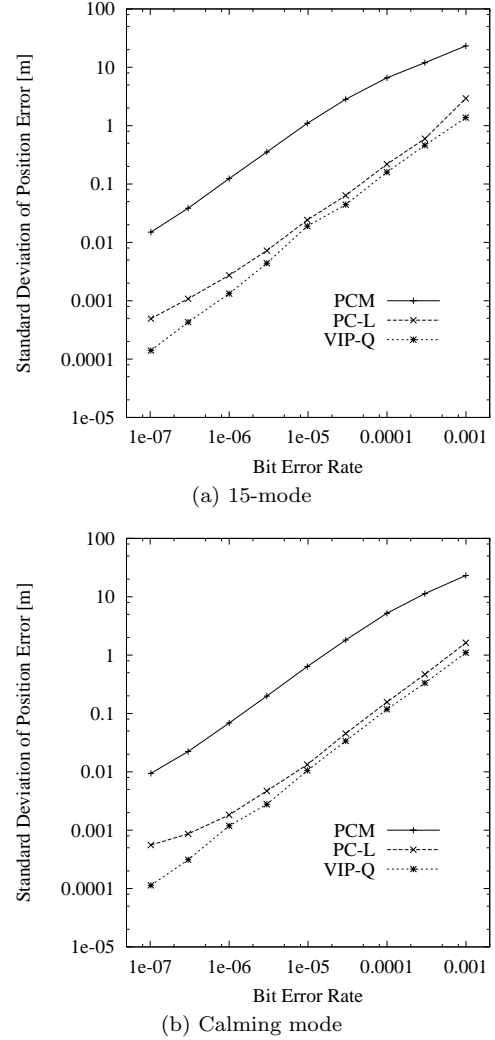 100
10
1
0.1
0.01
0.001
0.0001
1e-05
Standard Deviation of Position Error [m]
PCM
PC-L
VIP-Q
1e-07 1e-06 1e-05 0.0001 0.001
Bit Error Rate
(a) 15-mode
100
10
1
0.1
0.01
0.001
0.0001
1e-05
Standard Deviation of Position Error [m]
PCM
PC-L
VIP-Q
1e-07 1e-06 1e-05 0.0001 0.001
Bit Error Rate
(b) Calming mode